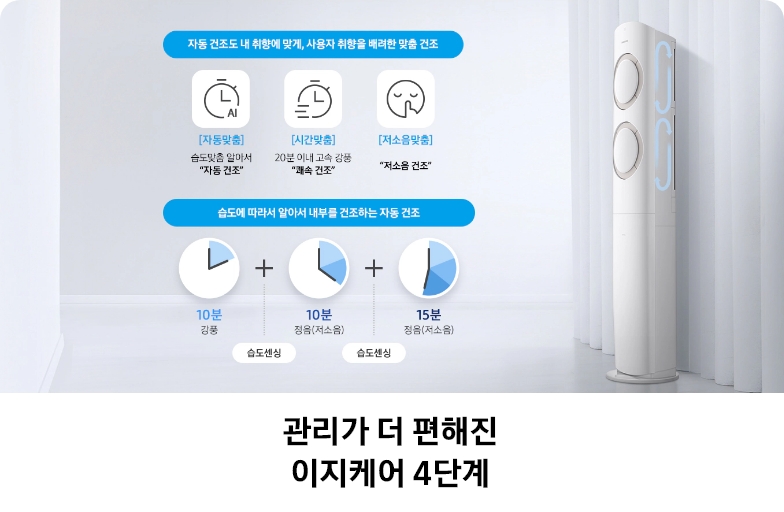 자동 건조도 내 취향에 맞게, 사용자 취향을 배려한 맞춤 건조
AI
[자동맞춤]
습도맞춤 알아서
“자동 건조”
[시간맞춤]
20분 이내 고속 강풍
“쾌속 건조”
[저소음맞춤]
“저소음 건조”
습도에 따라서 알아서 내부를 건조하는 자동 건조
10분
강풍
10분
정음(저소음)
15분
정음(저소음)
습도센싱
습도센싱
관리가 더 편해진
이지케어 4단계